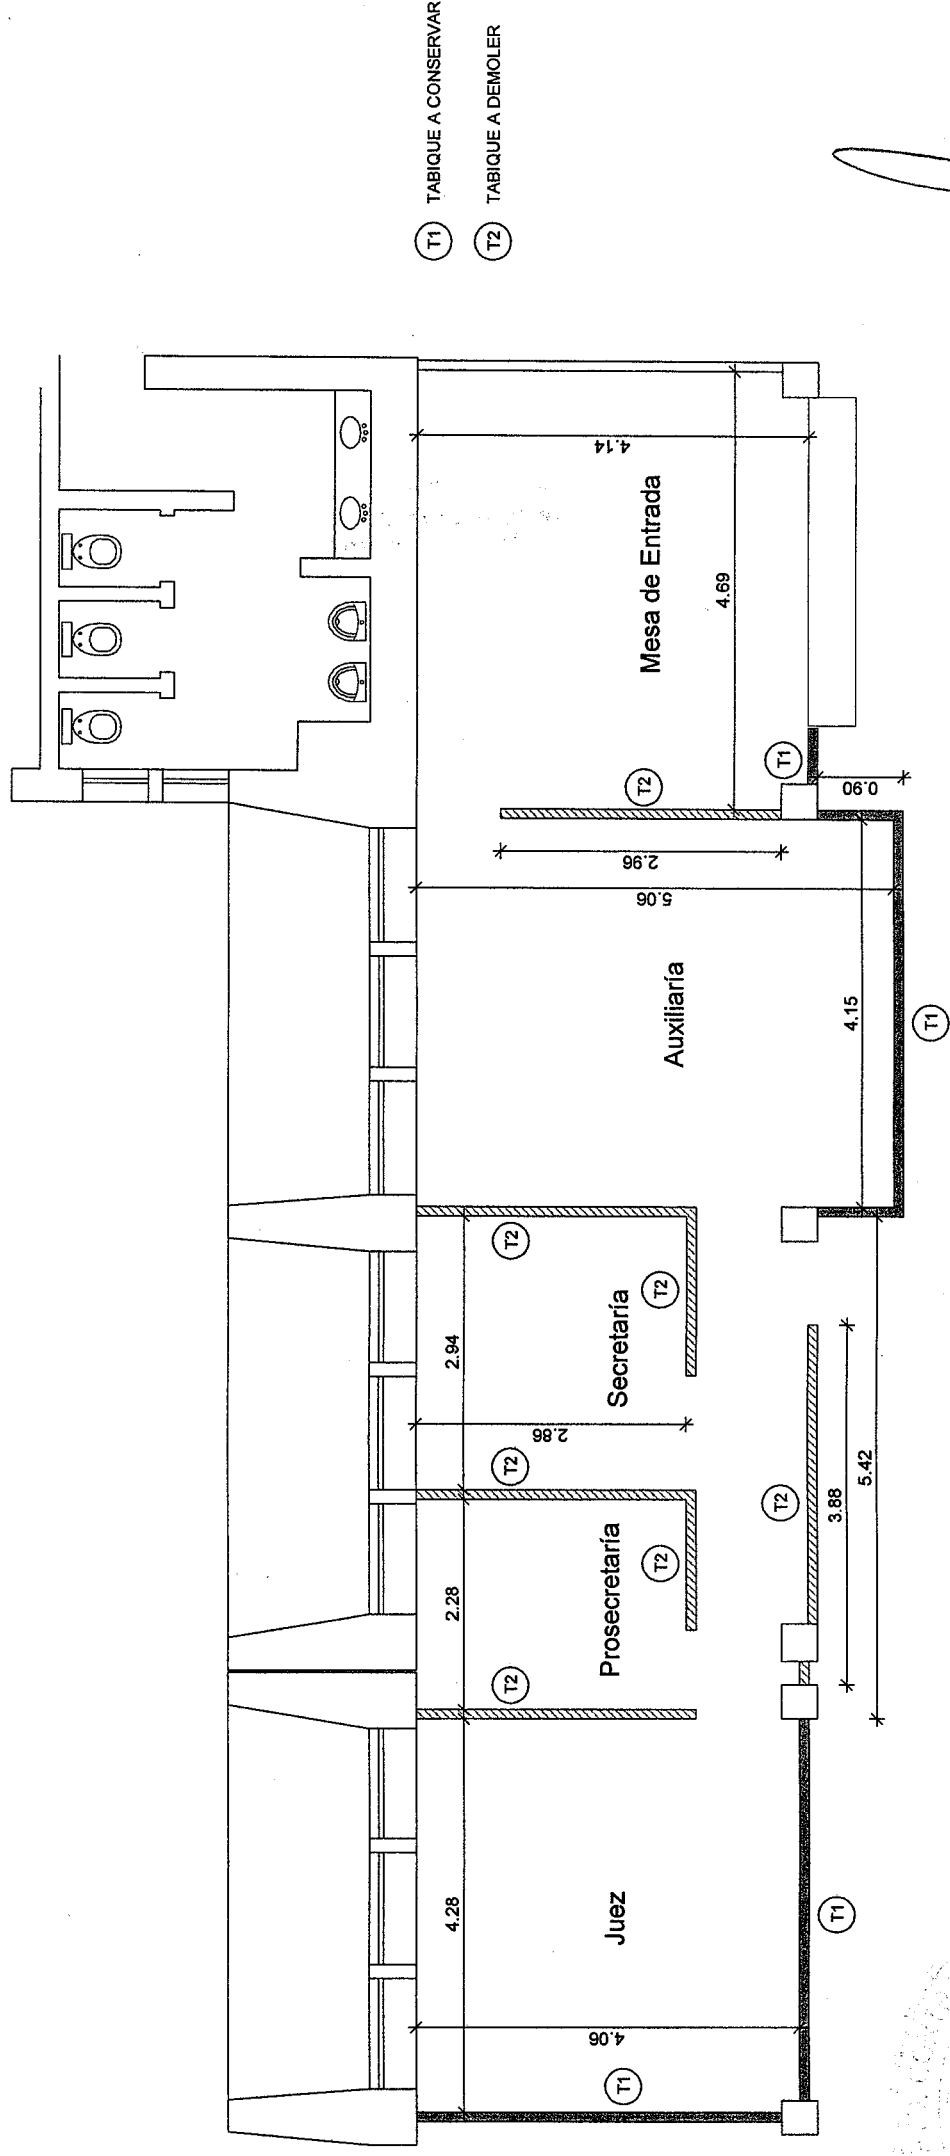 T1 TABIQUE A CONSERVAR
T2 TABIQUE A DEMOLER
4.28
2.28
2.94
T2
T2
T2
2.86
2.96
5.06
4.14
4.06
T1
Juez
Prosecretaría
Secretaría
Auxiliaría
Mesa de Entrada
T2
T2
T2
4.69
T1
T1
T2
3.88
5.42
4.15
0.90
T1